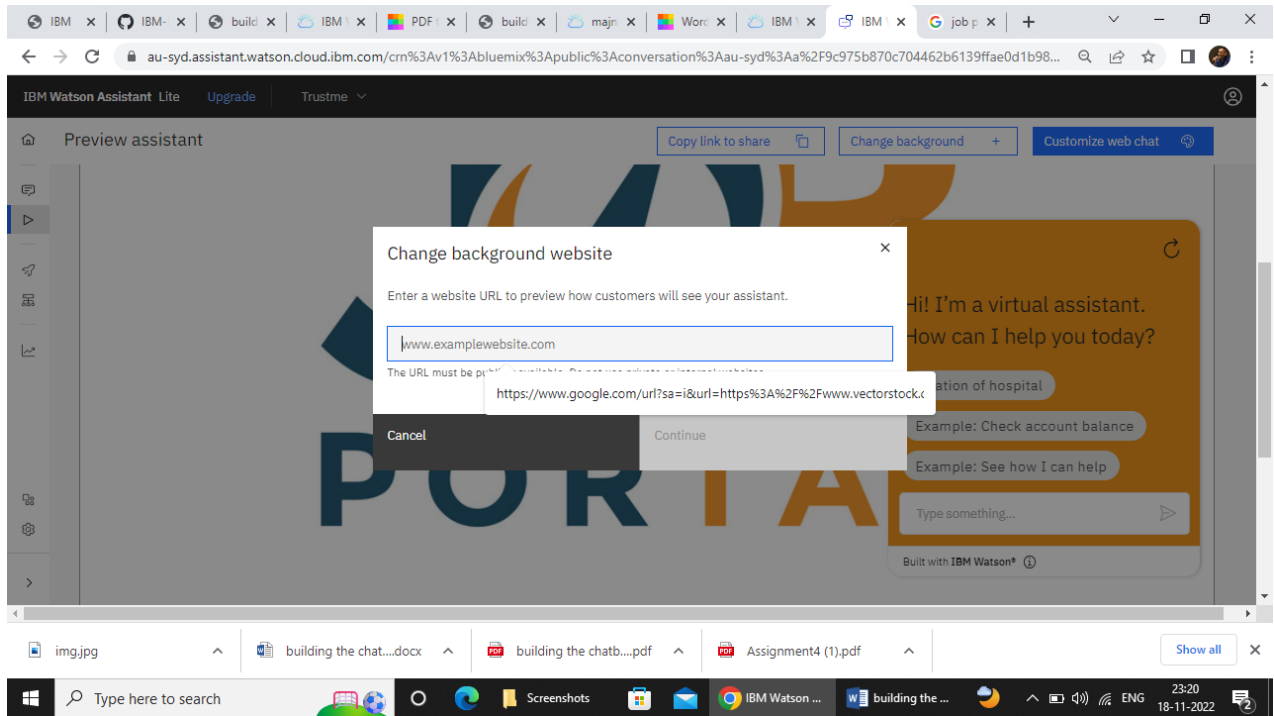 IBM
IBM-
build
IBM \
PDF t
build
majn
Word
IBM \
IBM \
job p
au-syd.assistant.watson.cloud.ibm.com/crn%3Av1%3Abluemix%3Apublic%3Aconversation%3Aau-syd%3Aa%2F9c975b870c704462b6139ffae0d1b98...
IBM Watson Assistant Lite Upgrade Trustme
Preview assistant
Copy link to share
Change background +
Customize web chat
Change background website
Enter a website URL to preview how customers will see your assistant.
www.examplewebsite.com
The URL must be
https://www.google.com/url?sa=i&url=https%3A%2F%2Fwww.vectorstock.c
Cancel
Continue
PORTA
Hi! I'm a virtual assistant.
How can I help you today?
ation of hospital
Example: Check account balance
Example: See how I can help
Type something...
Built with IBM Watson®
img.jpg
building the chat....docx
building the chatb....pdf
Assignment4 (1).pdf
Show all
Type here to search
Screenshots
IBM Watson ...
building the ...
ENG
23:20
18-11-2022
2